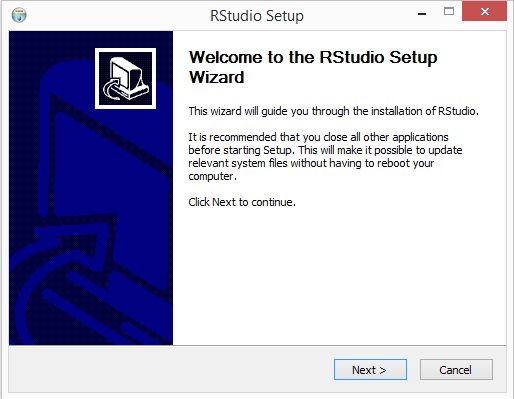 RStudio Setup
Welcome to the RStudio Setup
Wizard
This wizard will guide you through the installation of RStudio.
It is recommended that you close all other applications
before starting Setup. This will make it possible to update
relevant system files without having to reboot your
computer.
Click Next to continue.
Next >
Cancel